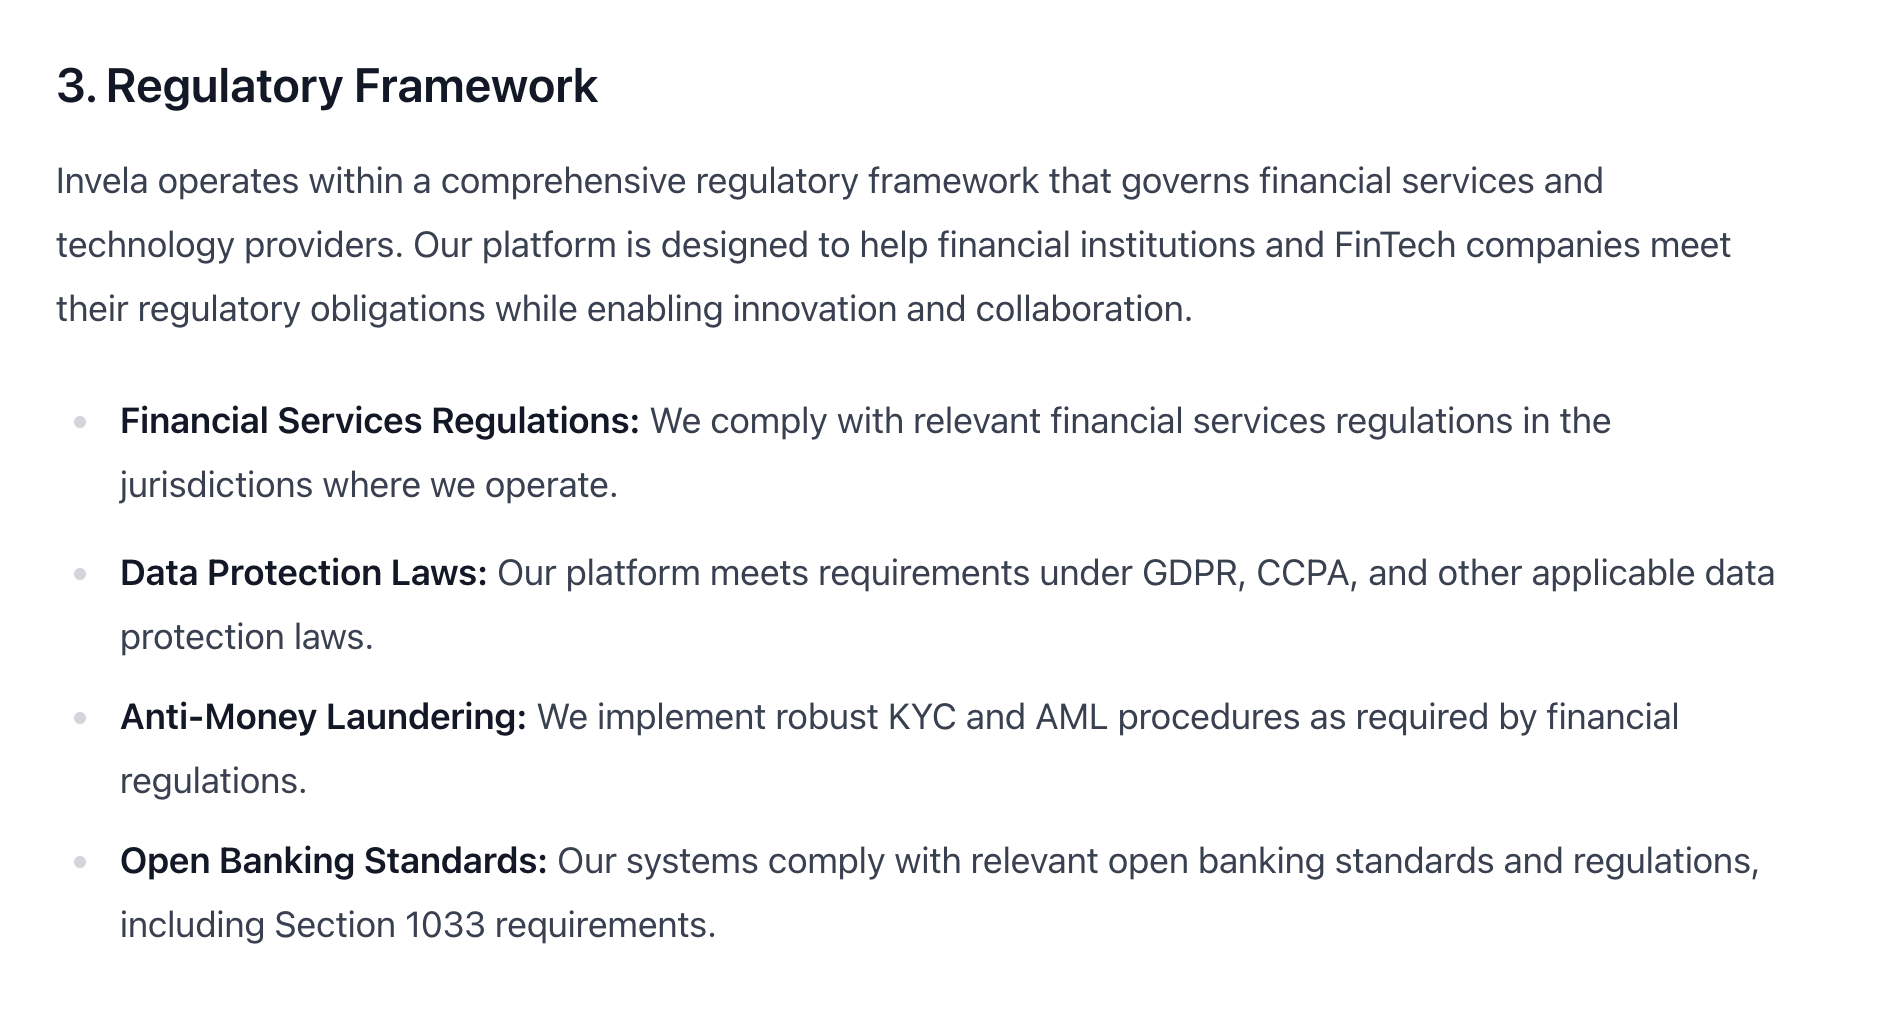 3. Regulatory Framework
Invela operates within a comprehensive regulatory framework that governs financial services and
technology providers. Our platform is designed to help financial institutions and FinTech companies meet
their regulatory obligations while enabling innovation and collaboration.
Financial Services Regulations: We comply with relevant financial services regulations in the
jurisdictions where we operate.
Data Protection Laws: Our platform meets requirements under GDPR, CCPA, and other applicable data
protection laws.
Anti-Money Laundering: We implement robust KYC and AML procedures as required by financial
regulations.
Open Banking Standards: Our systems comply with relevant open banking standards and regulations,
including Section 1033 requirements.